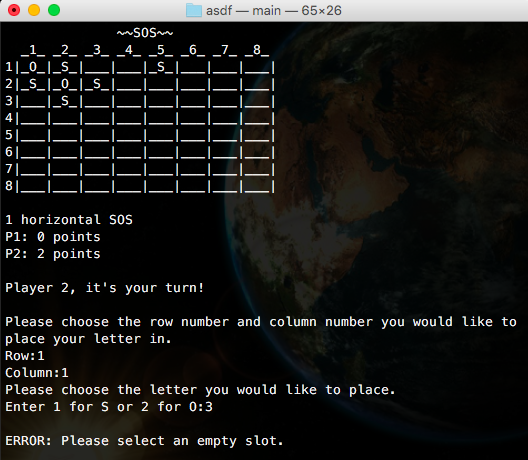 asdf — main — 65×26
~~SOS~~
_1_ _2_ _3_ _4_ _5_ _6_ _7_ _8_
1|_O_|_S_|___|___|_S_|___|___|___|
2|_S_|_O_|_S_|___|___|___|___|___|
3|___|_S_|___|___|___|___|___|___|
4|___|___|___|___|___|___|___|___|
5|___|___|___|___|___|___|___|___|
6|___|___|___|___|___|___|___|___|
7|___|___|___|___|___|___|___|___|
8|___|___|___|___|___|___|___|___|
1 horizontal SOS
P1: 0 points
P2: 2 points
Player 2, it's your turn!
Please choose the row number and column number you would like to
place your letter in.
Row:1
Column:1
Please choose the letter you would like to place.
Enter 1 for S or 2 for O:3
ERROR: Please select an empty slot.